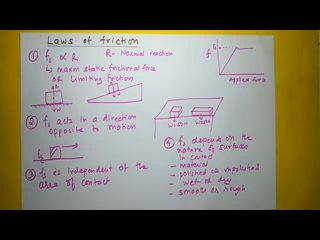 Laws of friction
① fs ∝ R    R - Normal reaction
↳ maxm static frictional force
OR limiting friction
R
W
R
W
② fs acts in a direction
opposite to motion
fs
③ fs is independent of the
area of contact
f
Applied force
④ fs depends on the
nature of surfaces
in contact
- material
- polished or unpolished
- wet or dry
- smooth or rough